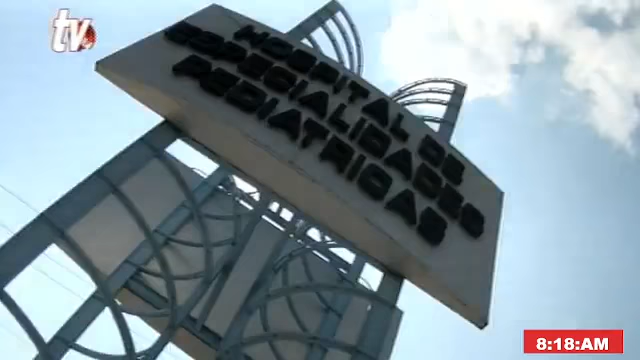 tv
HOSPITAL DE
ESPECIALIDADES
PEDIATRICAS
8:18:AM